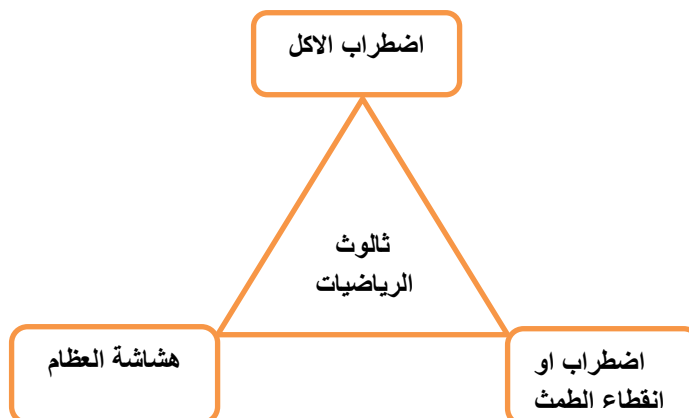 اضطراب الاكل
ثالوث
الرياضيات
هشاشة العظام
اضطراب او
انقطاع الطمث